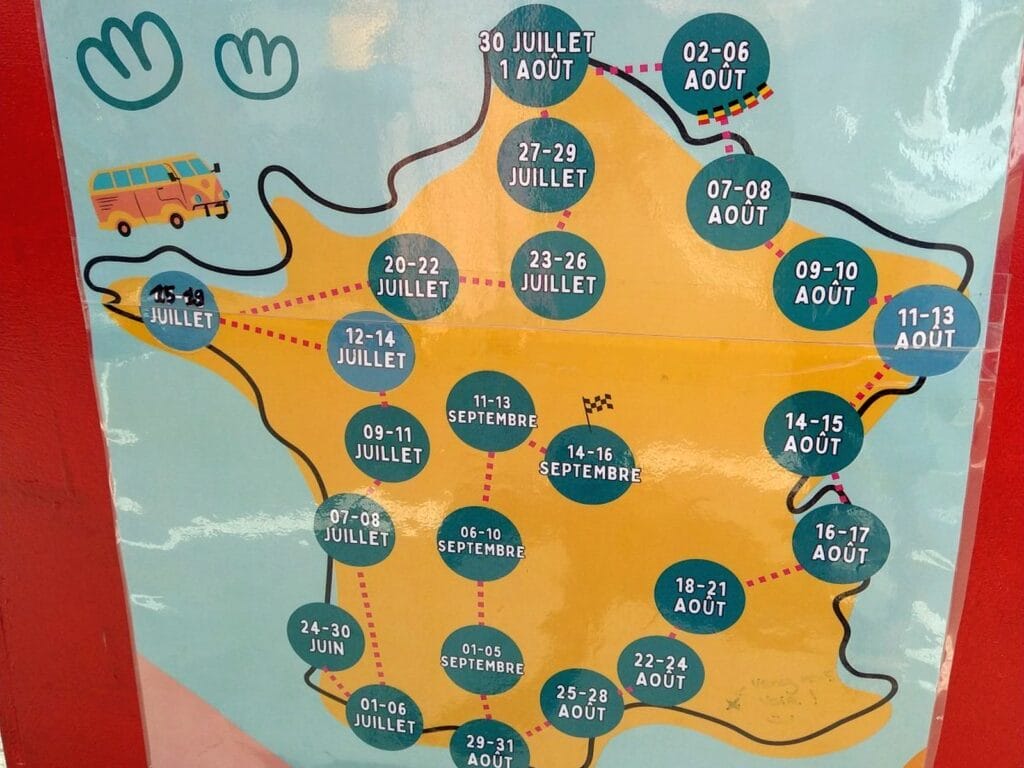 30 JUILLET
1 AOÛT
02-06
AOÛT
27-29
JUILLET
07-08
AOÛT
20-22
JUILLET
23-26
JUILLET
09-10
AOÛT
15-19
JUILLET
12-14
JUILLET
11-13
AOÛT
11-13
SEPTEMBRE
09-11
JUILLET
14-16
SEPTEMBRE
14-15
AOÛT
07-08
JUILLET
06-10
SEPTEMBRE
16-17
AOÛT
18-21
AOÛT
24-30
JUIN
01-05
SEPTEMBRE
22-24
AOÛT
01-06
JUILLET
25-28
AOÛT
29-31
AOÛT